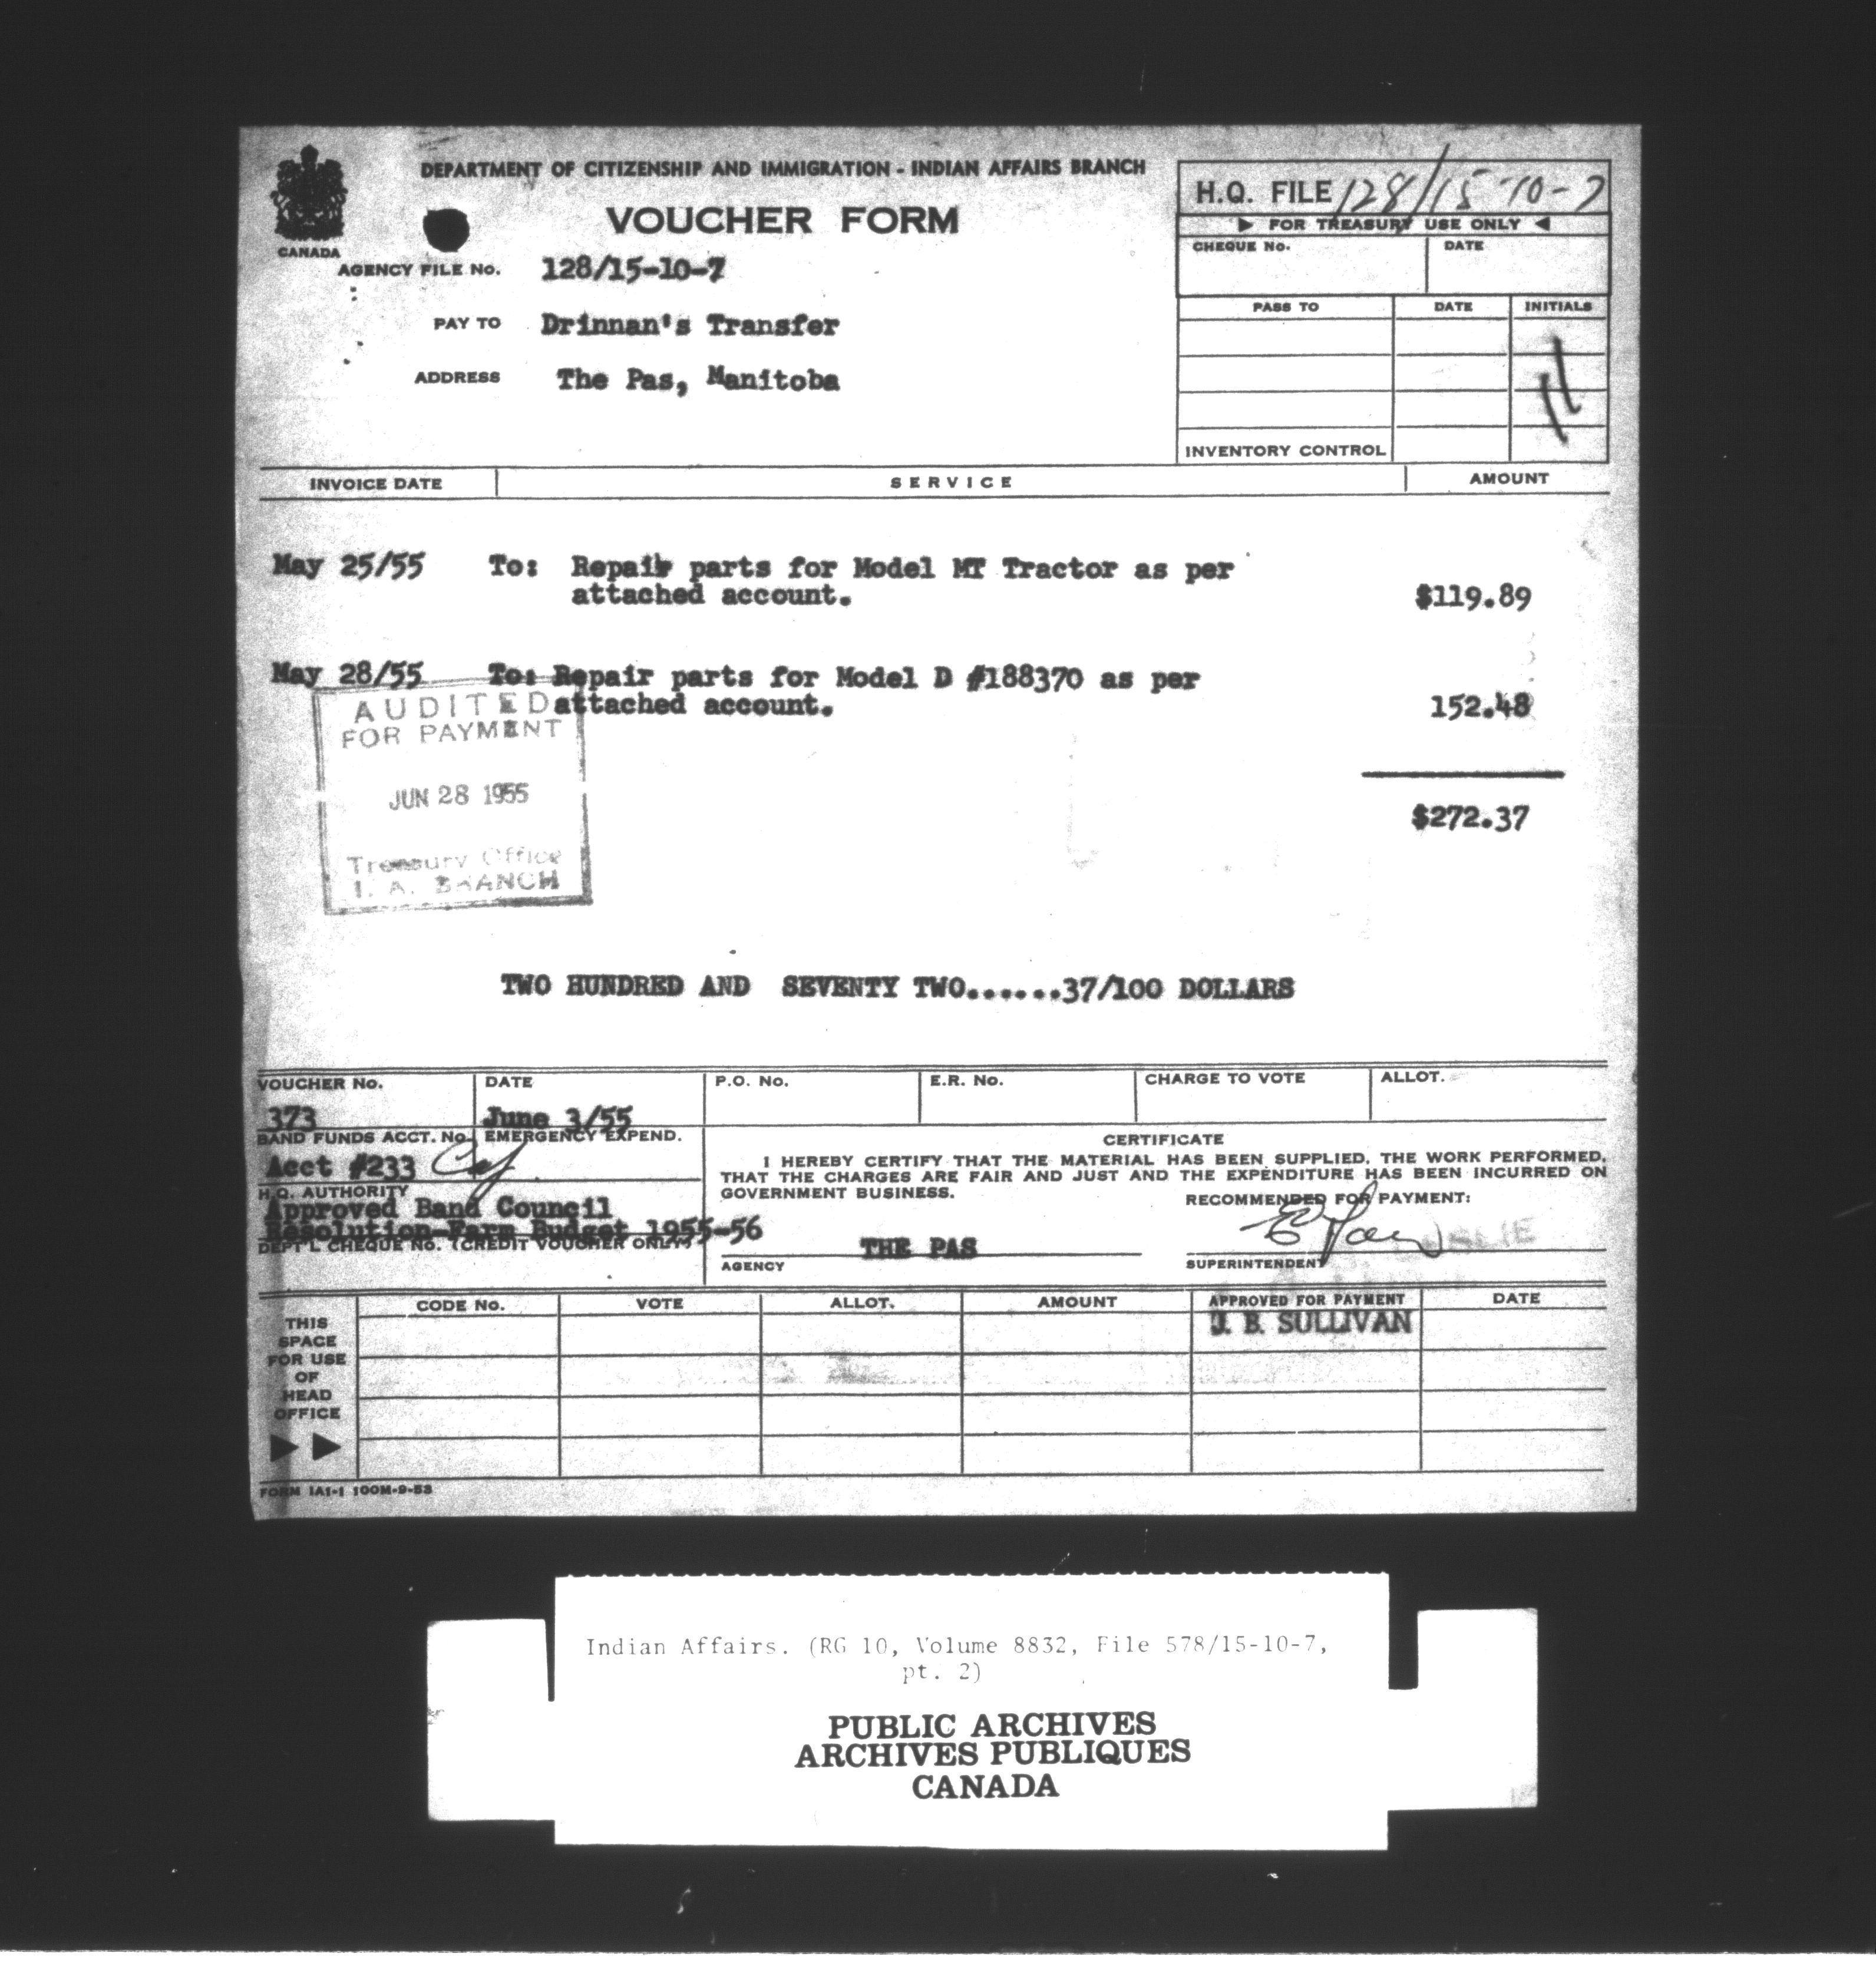 DEPARTMENT OF CITIZENSHIP AND IMMIGRATION - INDIAN AFFAIRS BRANCH
VOUCHER FORM
CANADA
H.Q. FILE 128/15-10-7
FOR TREASURY USE ONLY
CHEQUE No. DATE
AGENCY FILE No. 128/15-10-7
PASS TO DATE INITIALS
PAY TO Drinnan's Transfer
ADDRESS The Pas, Manitoba
INVENTORY CONTROL
INVOICE DATE SERVICE AMOUNT
May 25/55 To: Repair parts for Model MT Tractor as per
attached account. $119.89
May 28/55 To: Repair parts for Model D #188370 as per
attached account. 152.48
AUDITED
FOR PAYMENT
JUN 28 1955
Treasury Office
I. A. BRANCH
$272.37
TWO HUNDRED AND SEVENTY TWO......37/100 DOLLARS
VOUCHER No. DATE P.O. No. E.R. No. CHARGE TO VOTE ALLOT.
373 June 3/55
BAND FUNDS ACCT. No. EMERGENCY EXPEND.
Acct #233
H.Q. AUTHORITY
Approved Band Council
Resolution-Farm Budget 1955-56
DEPT'L CHEQUE No. (CREDIT VOUCHER ONLY)
CERTIFICATE
I HEREBY CERTIFY THAT THE MATERIAL HAS BEEN SUPPLIED, THE WORK PERFORMED,
THAT THE CHARGES ARE FAIR AND JUST AND THE EXPENDITURE HAS BEEN INCURRED ON
GOVERNMENT BUSINESS.
RECOMMENDED FOR PAYMENT:
THE PAS
AGENCY SUPERINTENDENT
THIS
SPACE
FOR USE
OF
HEAD
OFFICE
CODE No. VOTE ALLOT. AMOUNT APPROVED FOR PAYMENT DATE
J. B. SULLIVAN
FORM IA1-1 100M-9-53
Indian Affairs. (RG 10, Volume 8832, File 578/15-10-7,
pt. 2)
PUBLIC ARCHIVES
ARCHIVES PUBLIQUES
CANADA